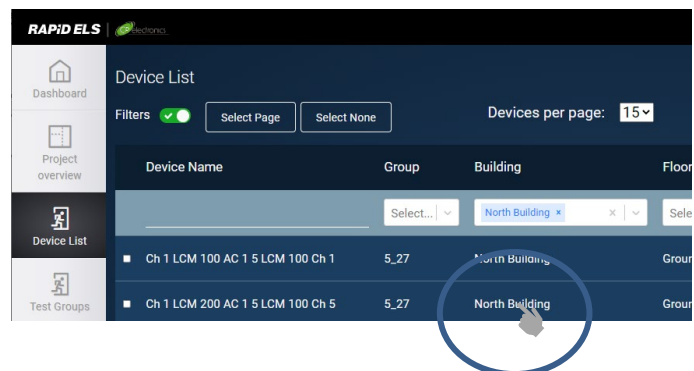 RAPiD ELS | electronics
Dashboard
Device List
Filters Select Page Select None Devices per page: 15
Project overview
Device Name Group Building Floor
Select... North Building × × Sele
Device List
Ch 1 LCM 100 AC 1 5 LCM 100 Ch 1 5_27 North Building Groun
Test Groups
Ch 1 LCM 200 AC 1 5 LCM 100 Ch 5 5_27 North Building Groun